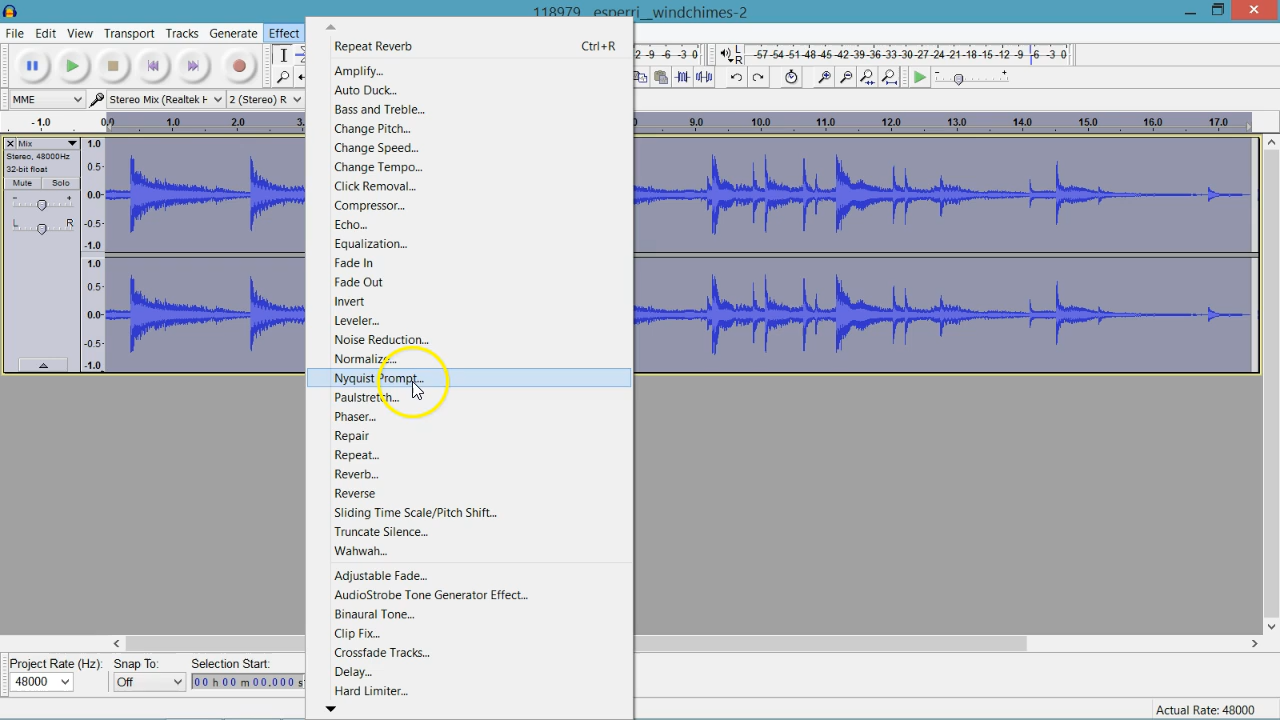 118979__esperri__windchimes-2
File Edit View Transport Tracks Generate Effect
Repeat Reverb Ctrl+R
Amplify...
Auto Duck...
Bass and Treble...
Change Pitch...
Change Speed...
Change Tempo...
Click Removal...
Compressor...
Echo...
Equalization...
Fade In
Fade Out
Invert
Leveler...
Noise Reduction...
Normalize...
Nyquist Prompt...
Paulstretch...
Phaser...
Repair
Repeat...
Reverb...
Reverse
Sliding Time Scale/Pitch Shift...
Truncate Silence...
Wahwah...
Adjustable Fade...
AudioStrobe Tone Generator Effect...
Binaural Tone...
Clip Fix...
Crossfade Tracks...
Delay...
Hard Limiter...
-9 -6 -3 0
L
R
-57-54-51-48-45-42-39-36-33-30-27-24-21-18-15-12 -9 -6 -3 0
MME Stereo Mix (Realtek 2 (Stereo) R
-1.0 0.0 1.0 2.0 3. 9.0 10.0 11.0 12.0 13.0 14.0 15.0 16.0 17.0
Mix
Stereo, 48000Hz
32-bit float
Mute Solo
- +
L R
1.0
0.5
0.0
-0.5
-1.0
1.0
0.5
0.0
-0.5
-1.0
Project Rate (Hz): Snap To: Selection Start:
48000 Off 00 h 00 m 00.000 s
Actual Rate: 48000